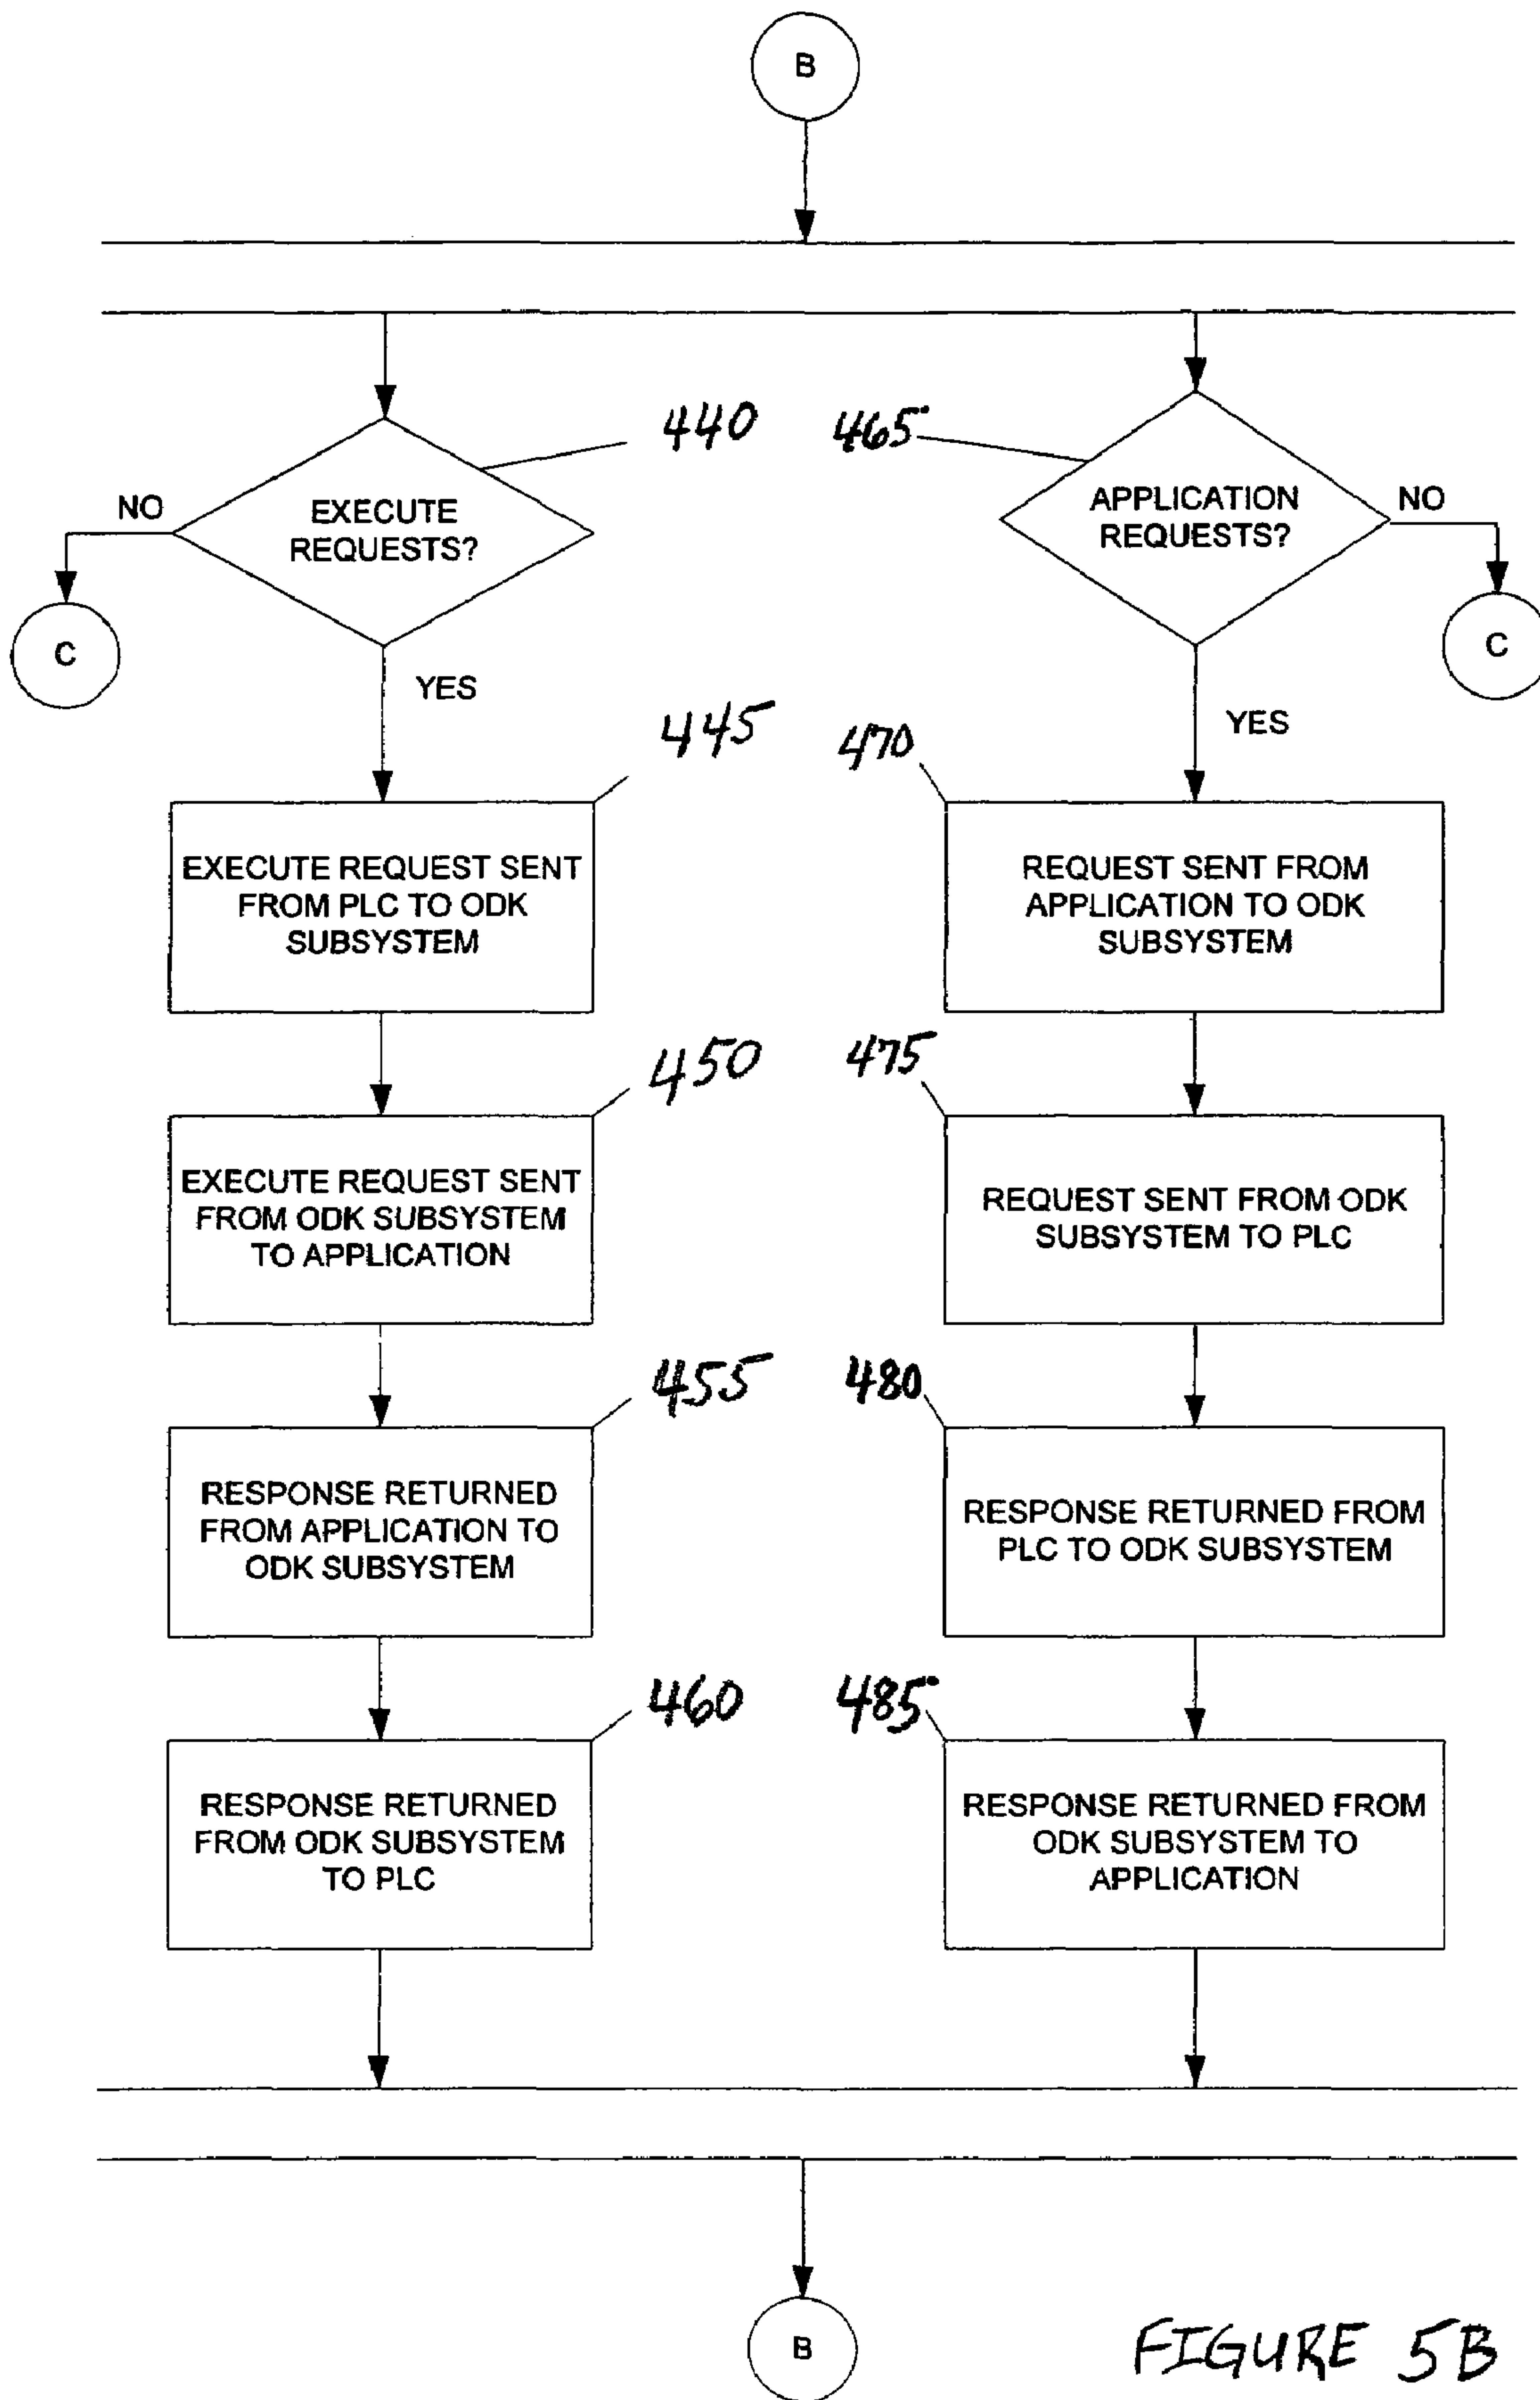 B
440
465
NO
EXECUTE
REQUESTS?
APPLICATION
REQUESTS?
NO
C
C
YES
YES
445
470
EXECUTE REQUEST SENT
FROM PLC TO ODK
SUBSYSTEM
REQUEST SENT FROM
APPLICATION TO ODK
SUBSYSTEM
450
475
EXECUTE REQUEST SENT
FROM ODK SUBSYSTEM
TO APPLICATION
REQUEST SENT FROM ODK
SUBSYSTEM TO PLC
455
480
RESPONSE RETURNED
FROM APPLICATION TO
ODK SUBSYSTEM
RESPONSE RETURNED FROM
PLC TO ODK SUBSYSTEM
460
485
RESPONSE RETURNED
FROM ODK SUBSYSTEM
TO PLC
RESPONSE RETURNED FROM
ODK SUBSYSTEM TO
APPLICATION
B
FIGURE 5B